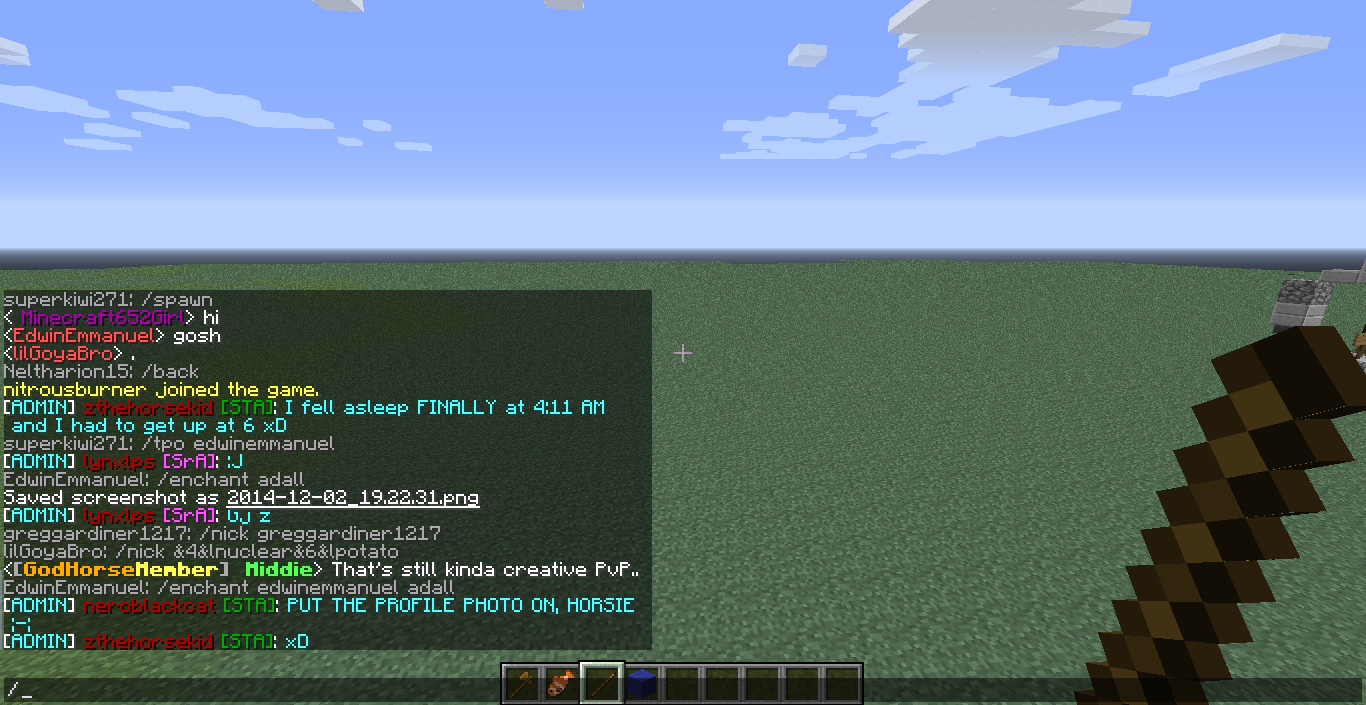 superkiwi271: /spawn
< Minecraft652Girl> hi
<EdwinEmmanuel> gosh
<lilGoyaBro> .
Neltharion15: /back
nitrousburner joined the game.
[ADMIN] zthehorsekid [STA]: I fell asleep FINALLY at 4:11 AM
and I had to get up at 6 xD
superkiwi271: /tpo edwinemmanuel
[ADMIN] lynxlps [SrA]: :J
EdwinEmmanuel: /enchant adall
Saved screenshot as 2014-12-02_19.22.31.png
[ADMIN] lynxlps [SrA]: z
greggardiner1217: /nick greggardiner1217
lilGoyaBro: /nick &4&lnuclear&6&lpotato
<[GodHorseMember] Middie> That's still kinda creative PvP..
EdwinEmmanuel: /enchant edwinemmanuel adall
[ADMIN] neroblackcat [STA]: PUT THE PROFILE PHOTO ON, HORSIE
;-;
[ADMIN] zthehorsekid [STA]: xD
/_